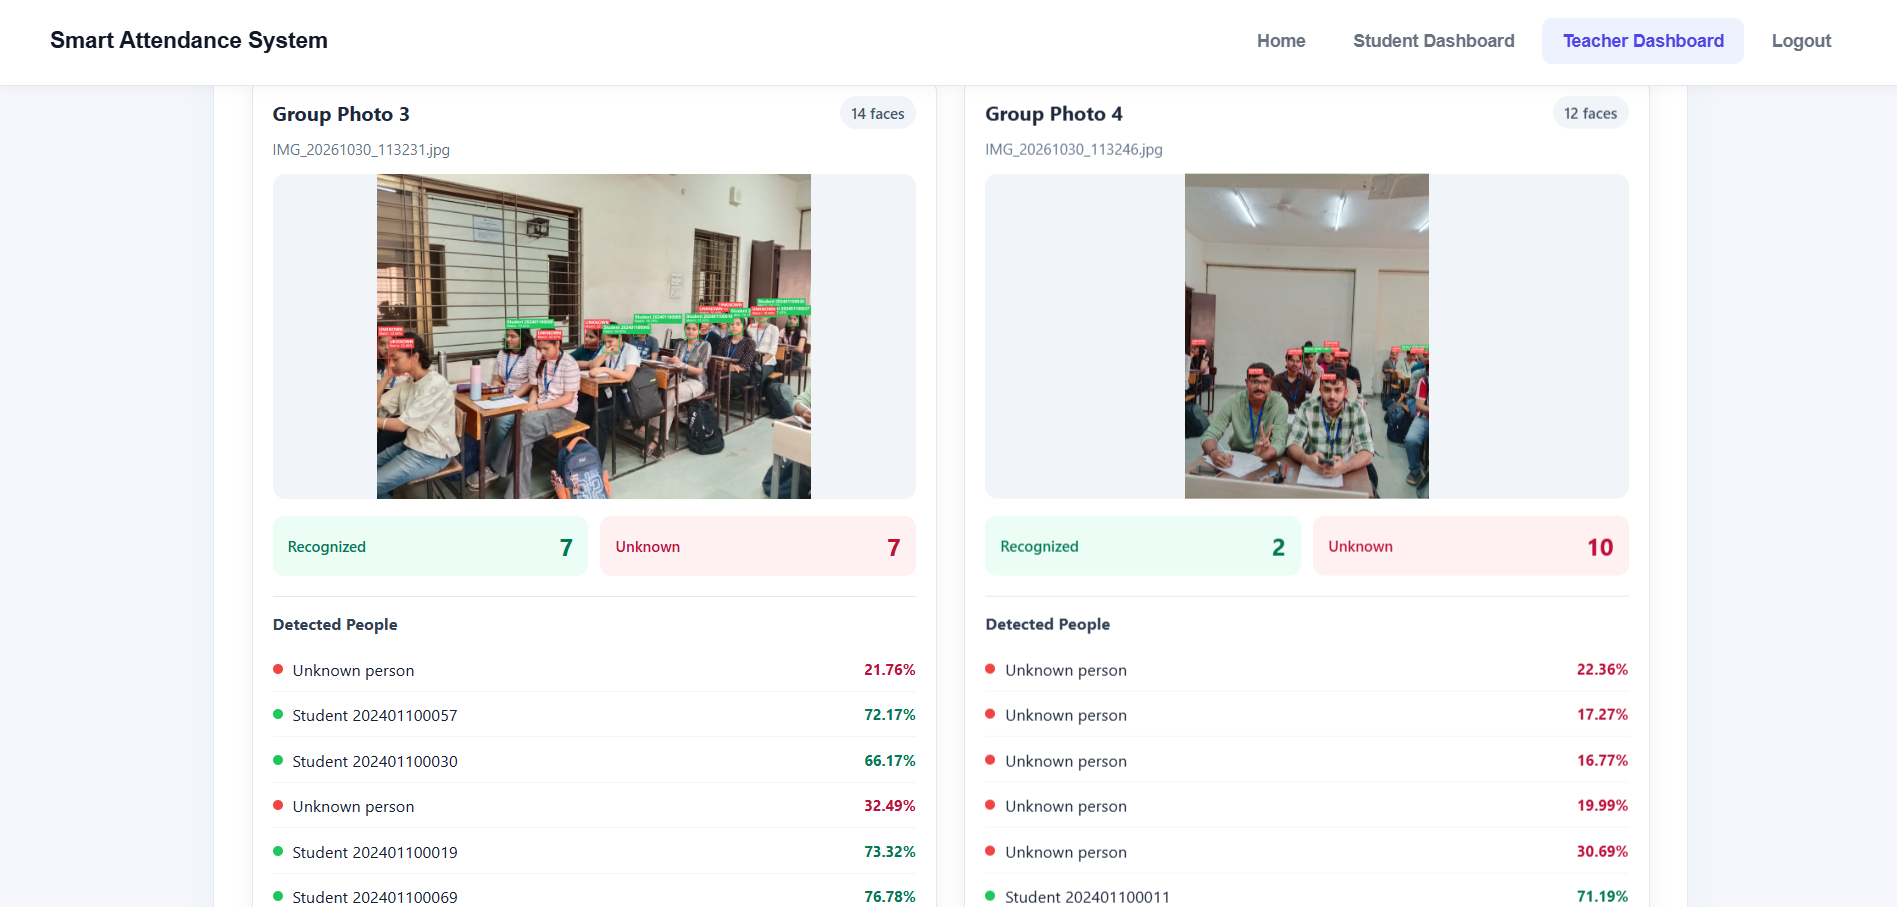 Smart Attendance System
Home Student Dashboard Teacher Dashboard Logout
Group Photo 3
14 faces
IMG_20261030_113231.jpg
Recognized 7
Unknown 7
Detected People
Unknown person 21.76%
Student 202401100057 72.17%
Student 202401100030 66.17%
Unknown person 32.49%
Student 202401100019 73.32%
Student 202401100069 76.78%
Group Photo 4
12 faces
IMG_20261030_113246.jpg
Recognized 2
Unknown 10
Detected People
Unknown person 22.36%
Unknown person 17.27%
Unknown person 16.77%
Unknown person 19.99%
Unknown person 30.69%
Student 202401100011 71.19%